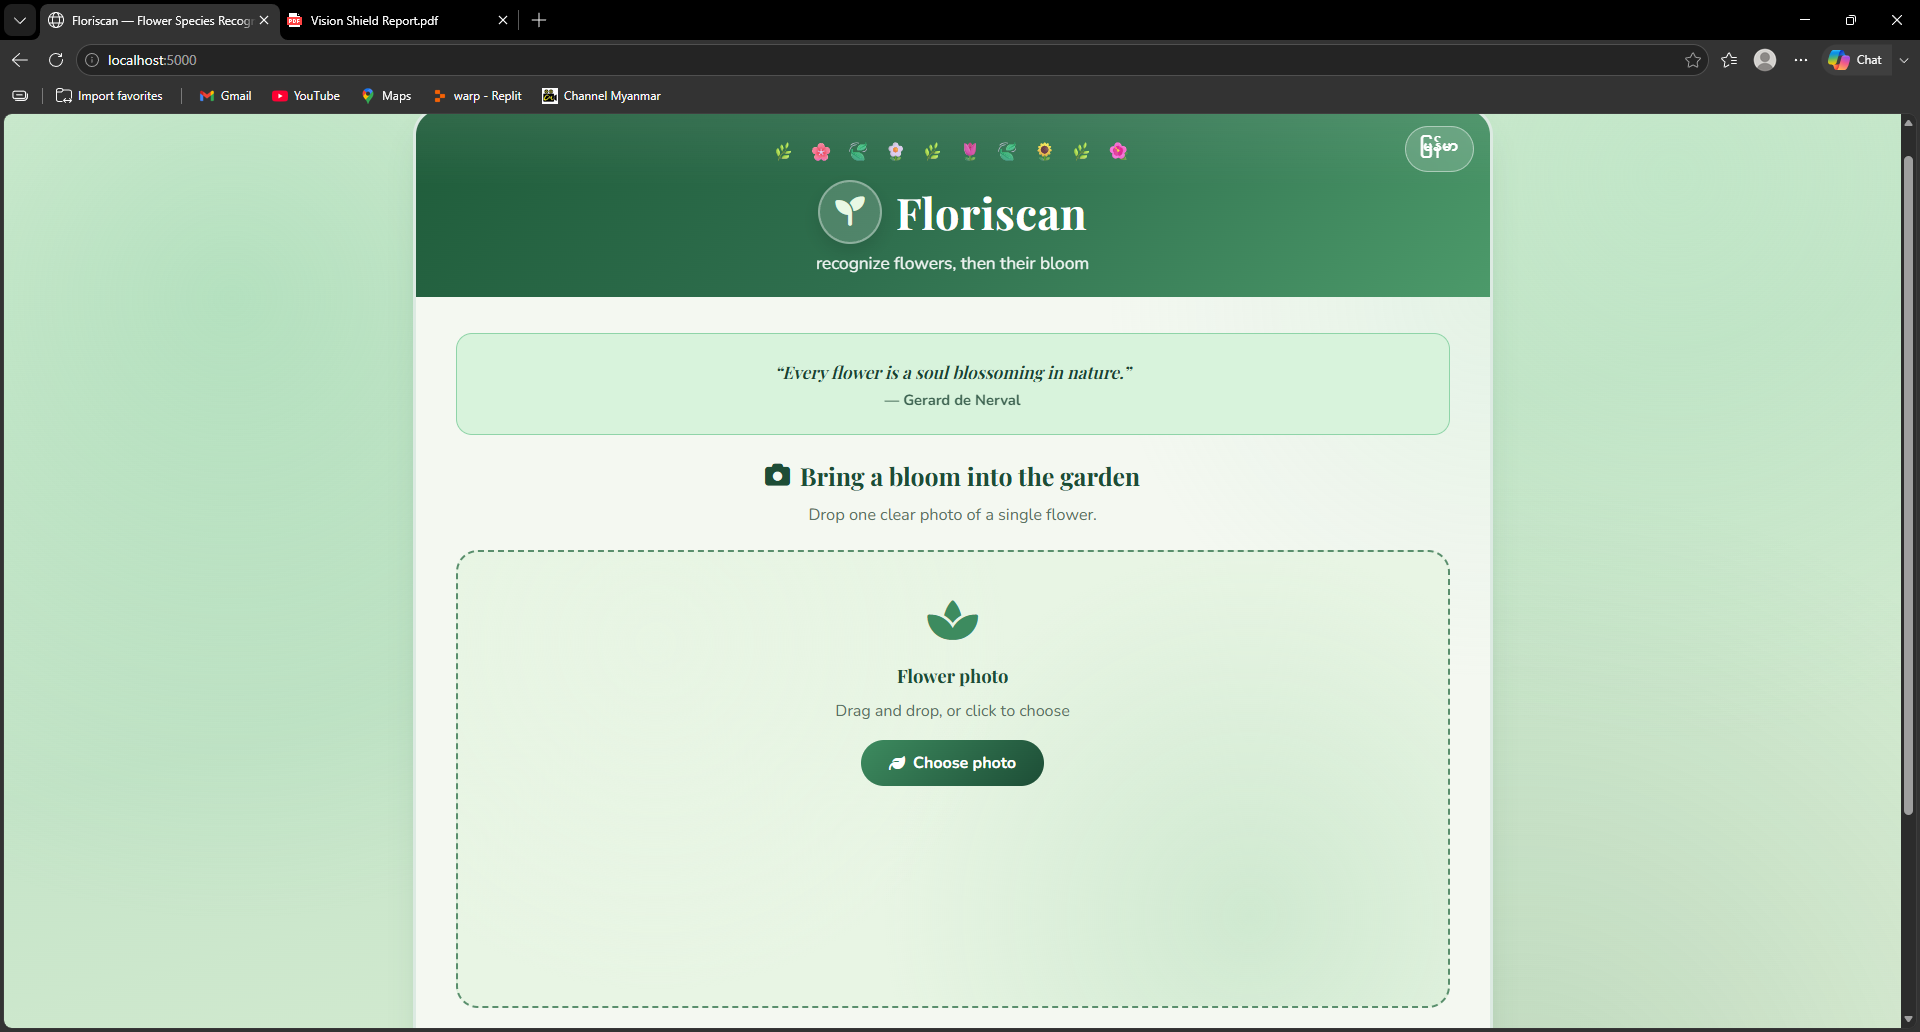 Floriscan — Flower Species Recog
Vision Shield Report.pdf
localhost:5000
Chat
Import favorites
Gmail
YouTube
Maps
warp - Replit
Channel Myanmar
မြန်မာ
Floriscan
recognize flowers, then their bloom
“Every flower is a soul blossoming in nature.”
— Gerard de Nerval
Bring a bloom into the garden
Drop one clear photo of a single flower.
Flower photo
Drag and drop, or click to choose
Choose photo